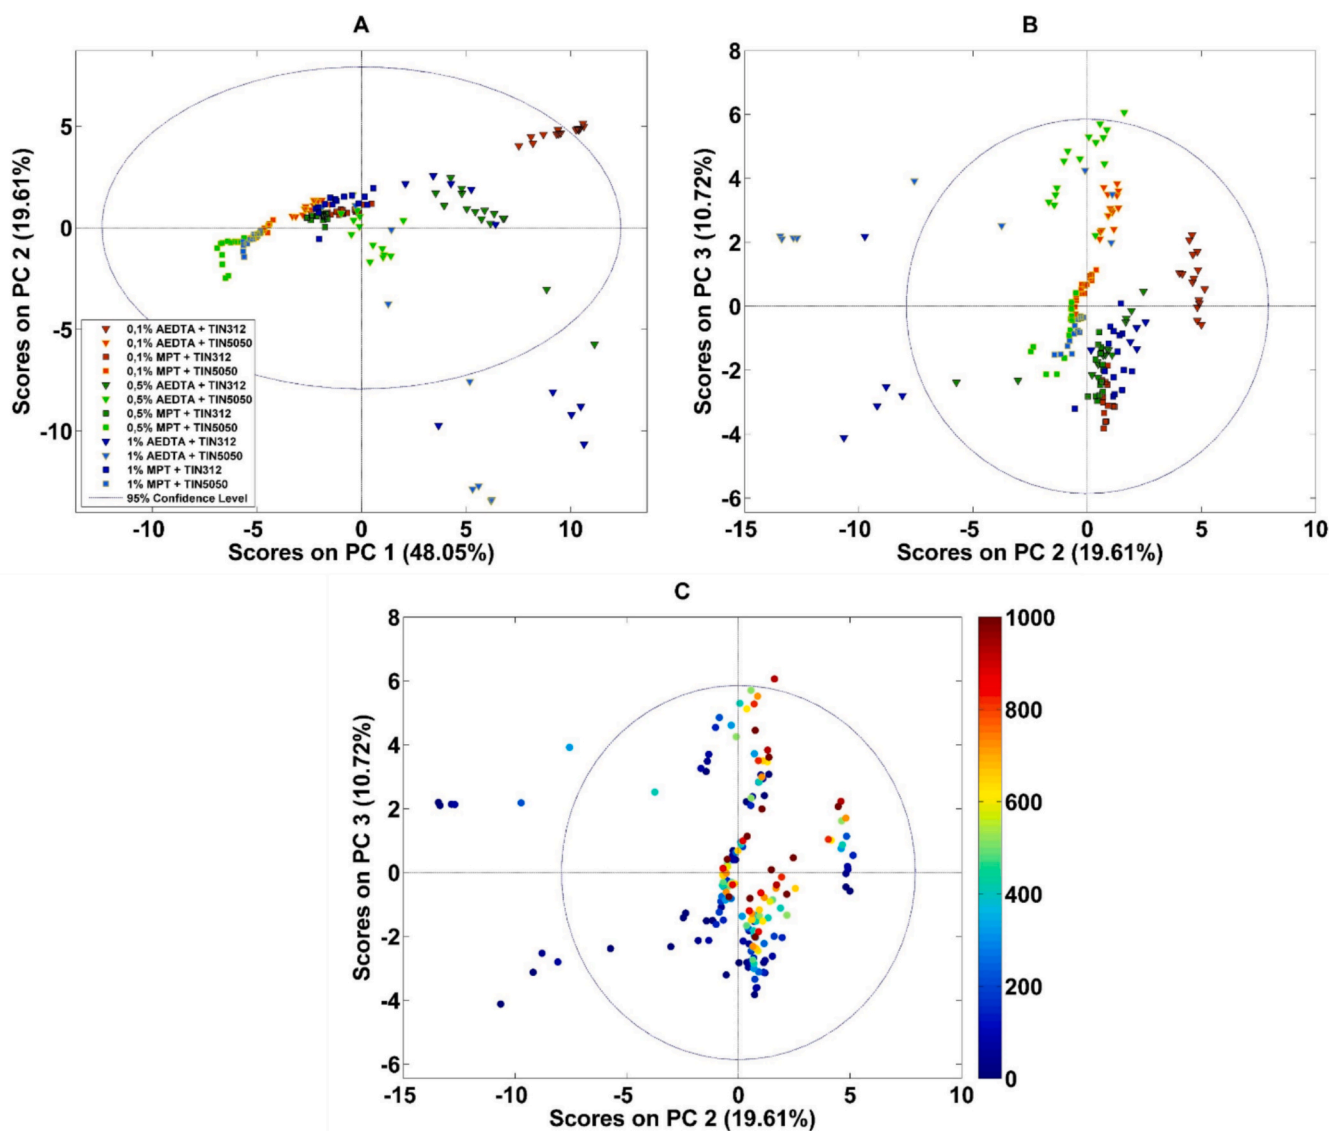 A
-10
-5
0
5
10
5
0
-5
-10
Scores on PC 2 (19.61%)
0,1% AEDTA + TIN312
0,1% AEDTA + TIN5050
0,1% MPT + TIN312
0,1% MPT + TIN5050
0,5% AEDTA + TIN312
0,5% AEDTA + TIN5050
0,5% MPT + TIN312
0,5% MPT + TIN5050
1% AEDTA + TIN312
1% AEDTA + TIN5050
1% MPT + TIN312
1% MPT + TIN5050
95% Confidence Level
-10
-5
0
5
10
Scores on PC 1 (48.05%)
B
8
6
4
2
0
-2
-4
-6
Scores on PC 3 (10.72%)
-15
-10
-5
0
5
10
Scores on PC 2 (19.61%)
C
8
6
4
2
0
-2
-4
-6
Scores on PC 3 (10.72%)
-15
-10
-5
0
5
10
Scores on PC 2 (19.61%)
1000
800
600
400
200
0